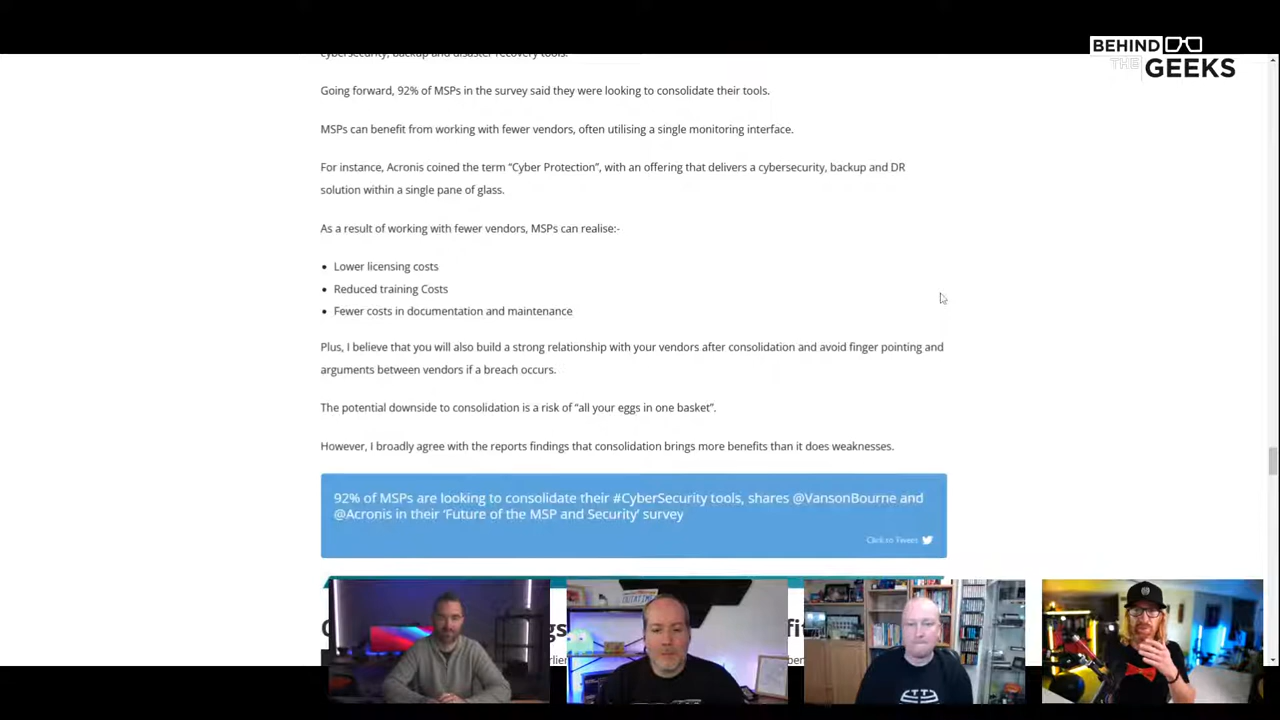 BEHIND
THE GEEKS
cybersecurity, backup and disaster recovery tools.
Going forward, 92% of MSPs in the survey said they were looking to consolidate their tools.
MSPs can benefit from working with fewer vendors, often utilising a single monitoring interface.
For instance, Acronis coined the term “Cyber Protection”, with an offering that delivers a cybersecurity, backup and DR
solution within a single pane of glass.
As a result of working with fewer vendors, MSPs can realise:-
• Lower licensing costs
• Reduced training Costs
• Fewer costs in documentation and maintenance
Plus, I believe that you will also build a strong relationship with your vendors after consolidation and avoid finger pointing and
arguments between vendors if a breach occurs.
The potential downside to consolidation is a risk of “all your eggs in one basket”.
However, I broadly agree with the reports findings that consolidation brings more benefits than it does weaknesses.
92% of MSPs are looking to consolidate their #CyberSecurity tools, shares @VansonBourne and
@Acronis in their ‘Future of the MSP and Security’ survey
Click to Tweet